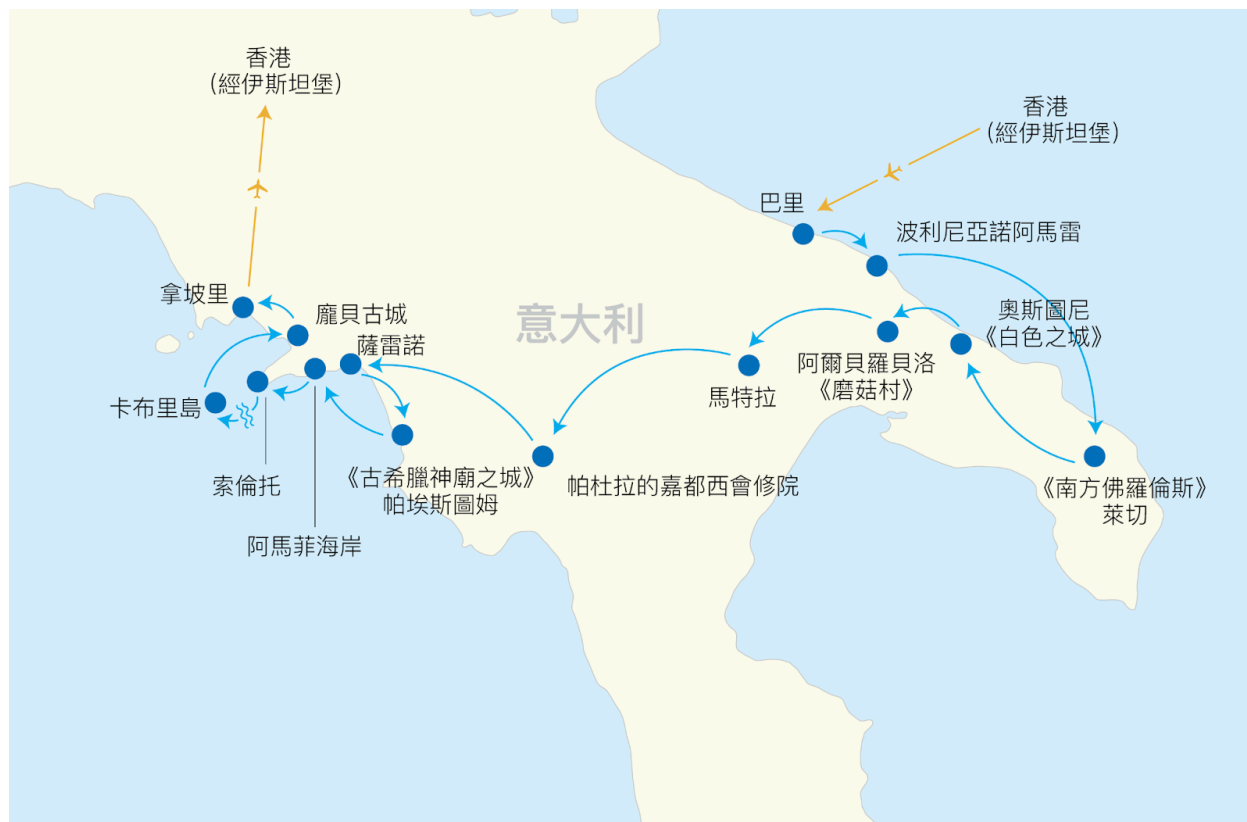 香港
(經伊斯坦堡)
香港
(經伊斯坦堡)
巴里
波利尼亞諾阿馬雷
拿坡里
龐貝古城
意大利
奧斯圖尼
《白色之城》
薩雷諾
阿爾貝羅貝洛
《磨菇村》
馬特拉
卡布里島
索倫托
《古希臘神廟之城》
帕埃斯圖姆
帕杜拉的嘉都西會修院
《南方佛羅倫斯》
萊切
阿馬菲海岸